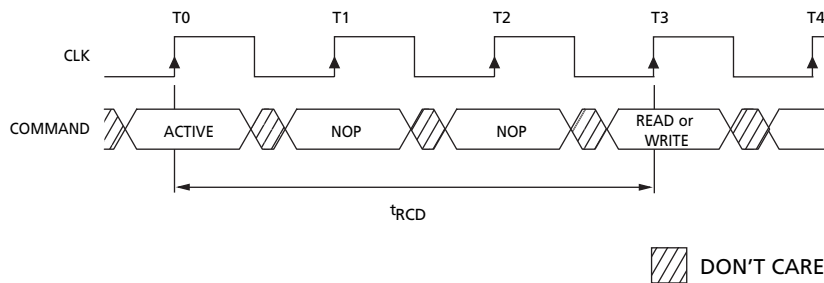 T0 T1 T2 T3 T4
CLK
COMMAND ACTIVE NOP NOP READ or
WRITE
tRCD
DON'T CARE